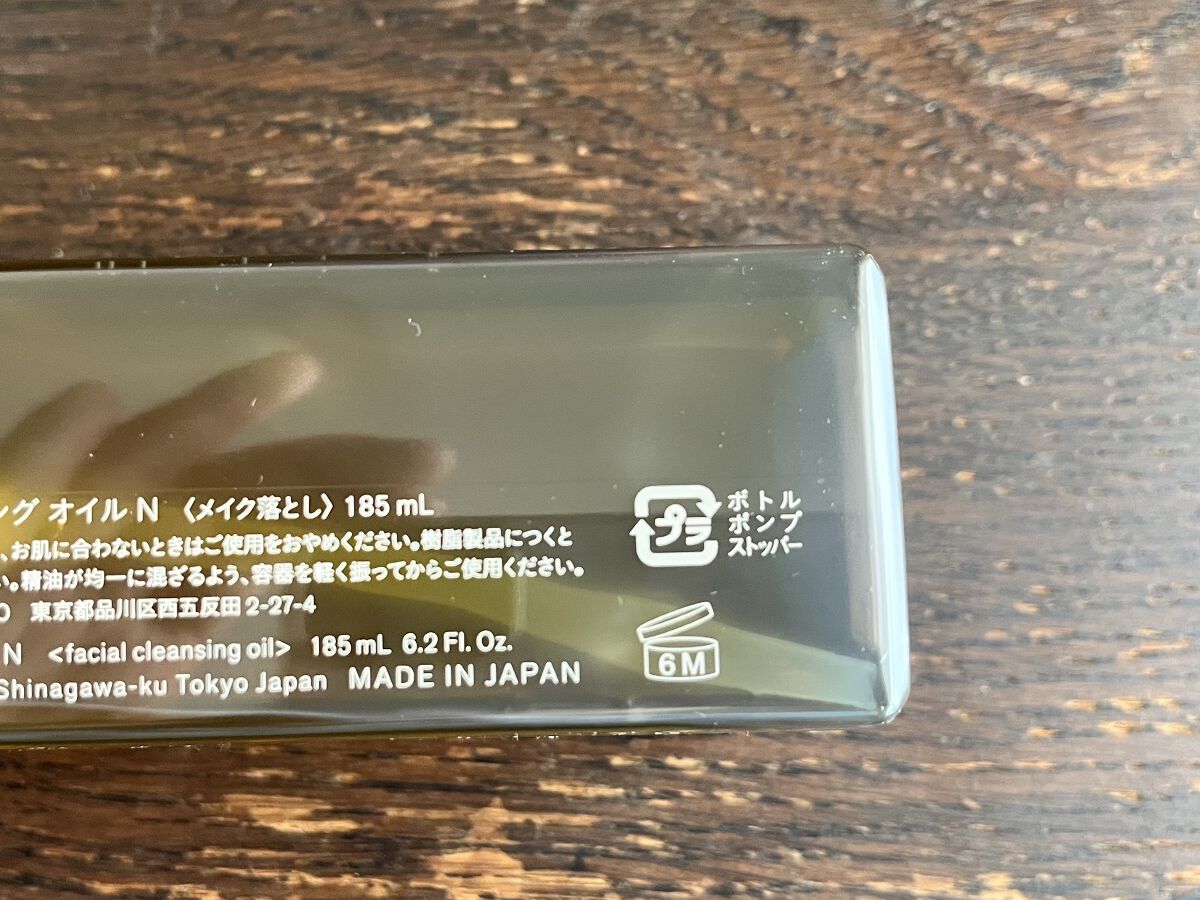 ング オイル N 〈メイク落とし〉 185 mL
、お肌に合わないときはご使用をおやめください。樹脂製品につくと
い。精油が均一に混ざるよう、容器を軽く振ってからご使用ください。
O 東京都品川区西五反田 2-27-4
N <facial cleansing oil> 185 mL 6.2 Fl. Oz.
Shinagawa-ku Tokyo Japan MADE IN JAPAN
プラ
ボトル
ポンプ
ストッパー
6M